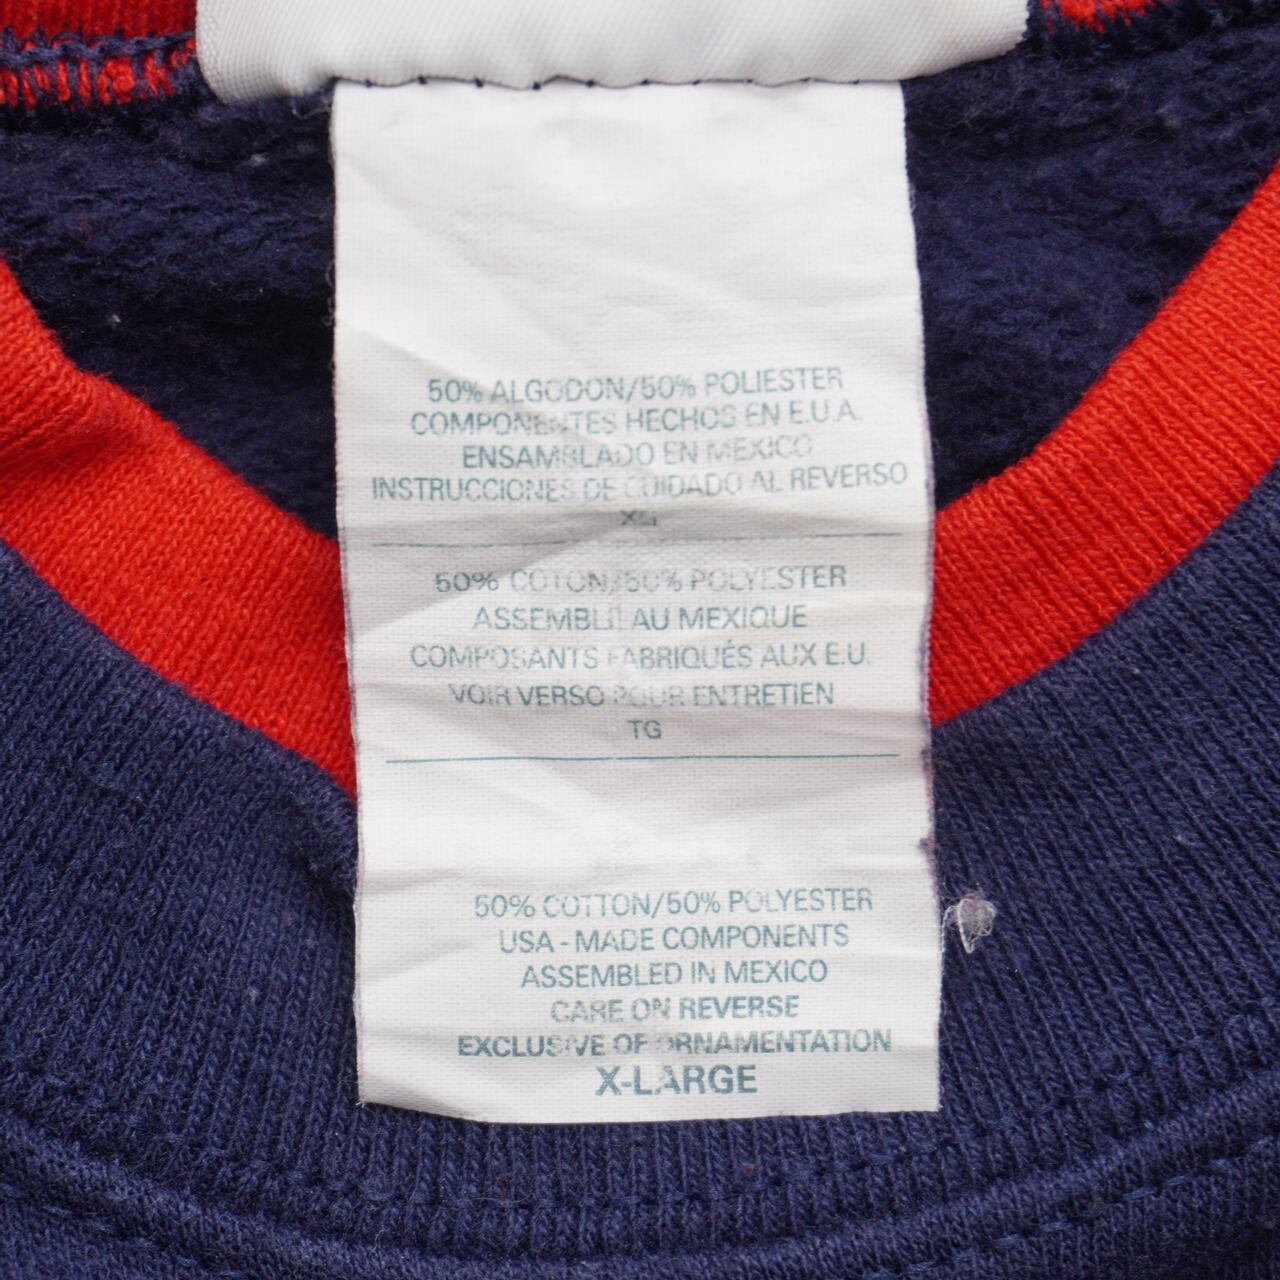 50% ALGODON/50% POLIESTER
COMPONENTES HECHOS EN E.U.A.
ENSAMBLADO EN MEXICO
INSTRUCCIONES DE CUIDADO AL REVERSO
50% COTON/50% POLYESTER
ASSEMBLE AU MEXIQUE
COMPOSANTS FABRIQUÉS AUX E.U.
VOIR VERSO POUR ENTRETIEN
TG
50% COTTON/50% POLYESTER
USA - MADE COMPONENTS
ASSEMBLED IN MEXICO
CARE ON REVERSE
EXCLUSIVE OF ORNAMENTATION
X-LARGE